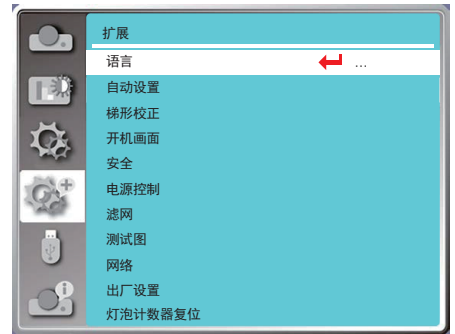 扩展
语言 ...
自动设置
梯形校正
开机画面
安全
电源控制
滤网
测试图
网络
出厂设置
灯泡计数器复位